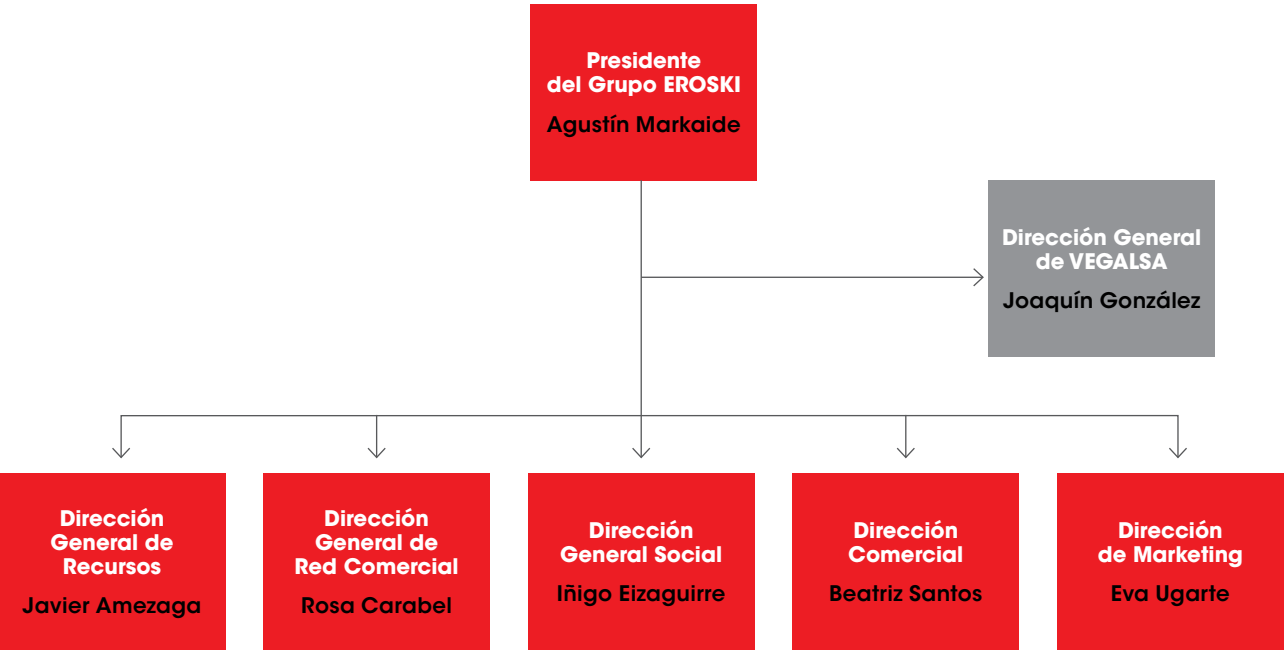 Presidente
del Grupo EROSKI
Agustín Markaide
Dirección General
de VEGALSA
Joaquín González
Dirección
General de
Recursos
Javier Amezaga
Dirección
General de
Red Comercial
Rosa Carabel
Dirección
General Social
Iñigo Eizaguirre
Dirección
Comercial
Beatriz Santos
Dirección
de Marketing
Eva Ugarte